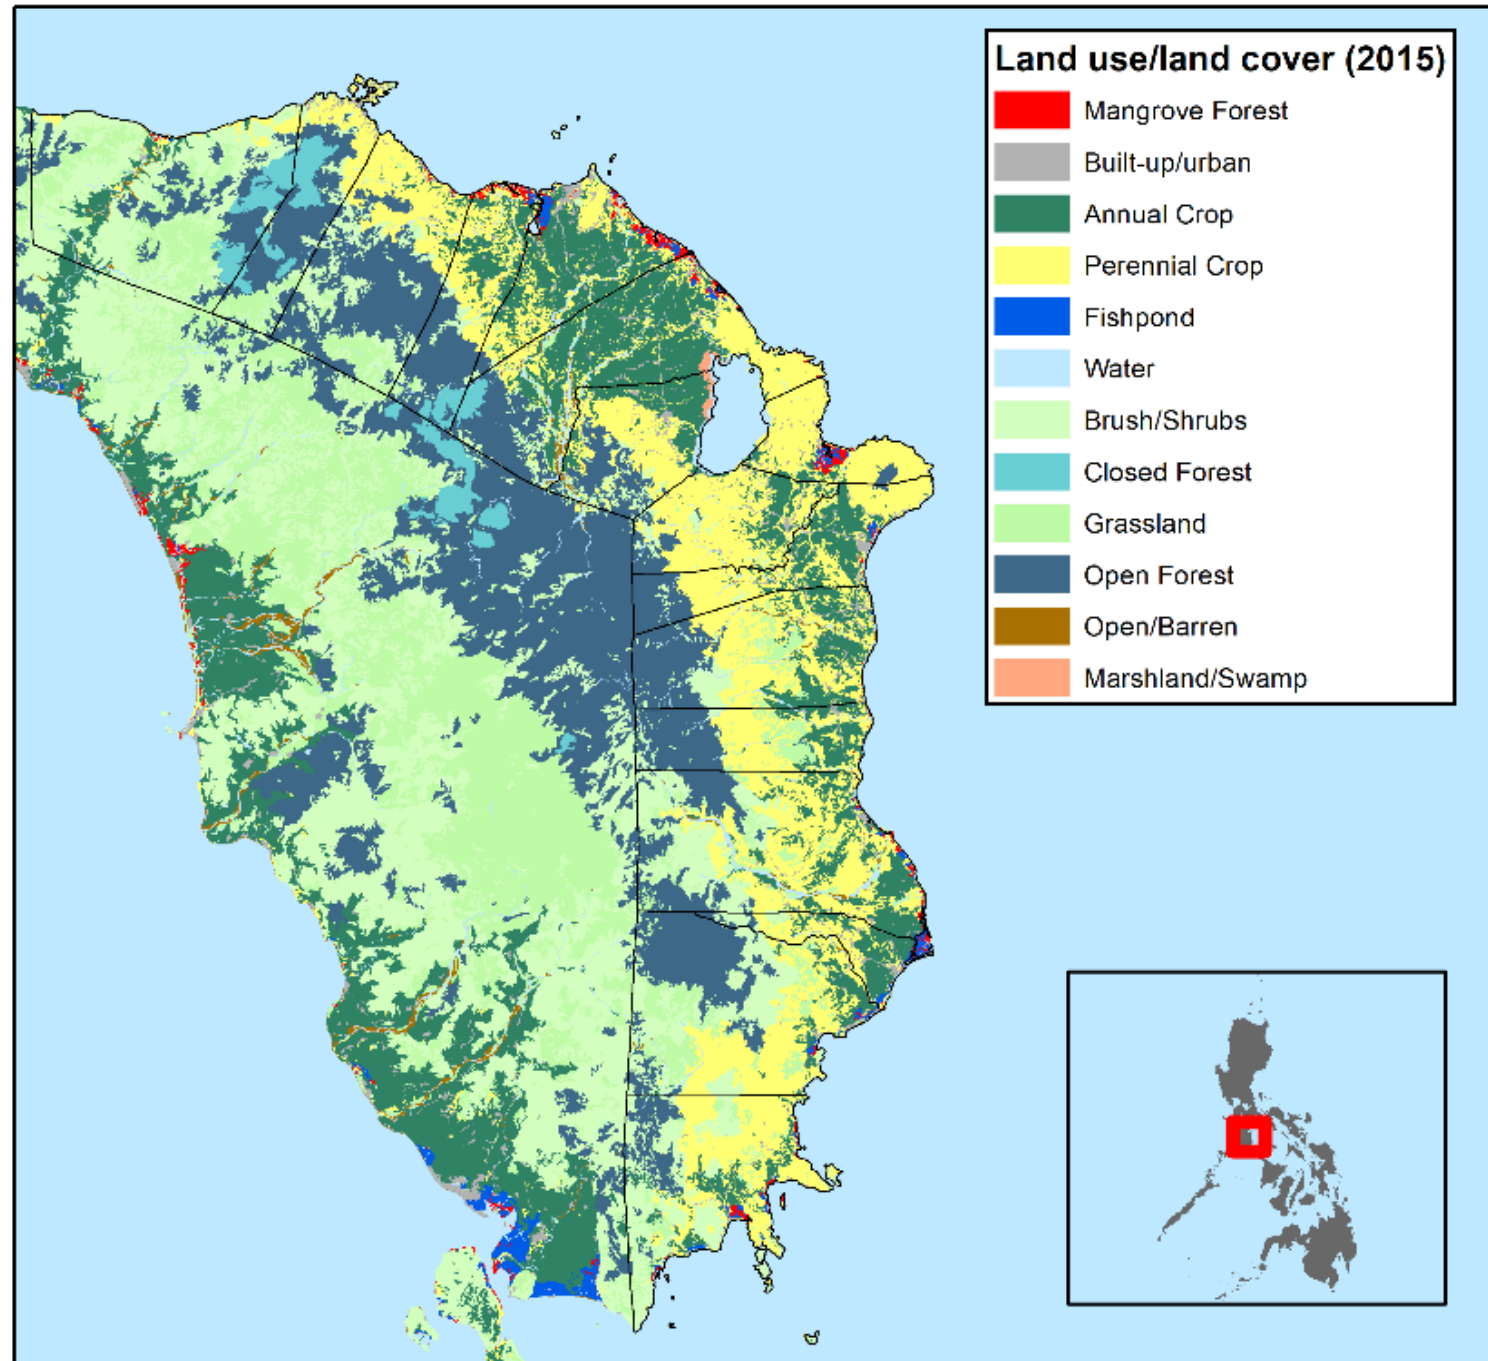 Land use/land cover (2015)
Mangrove Forest
Built-up/urban
Annual Crop
Perennial Crop
Fishpond
Water
Brush/Shrubs
Closed Forest
Grassland
Open Forest
Open/Barren
Marshland/Swamp